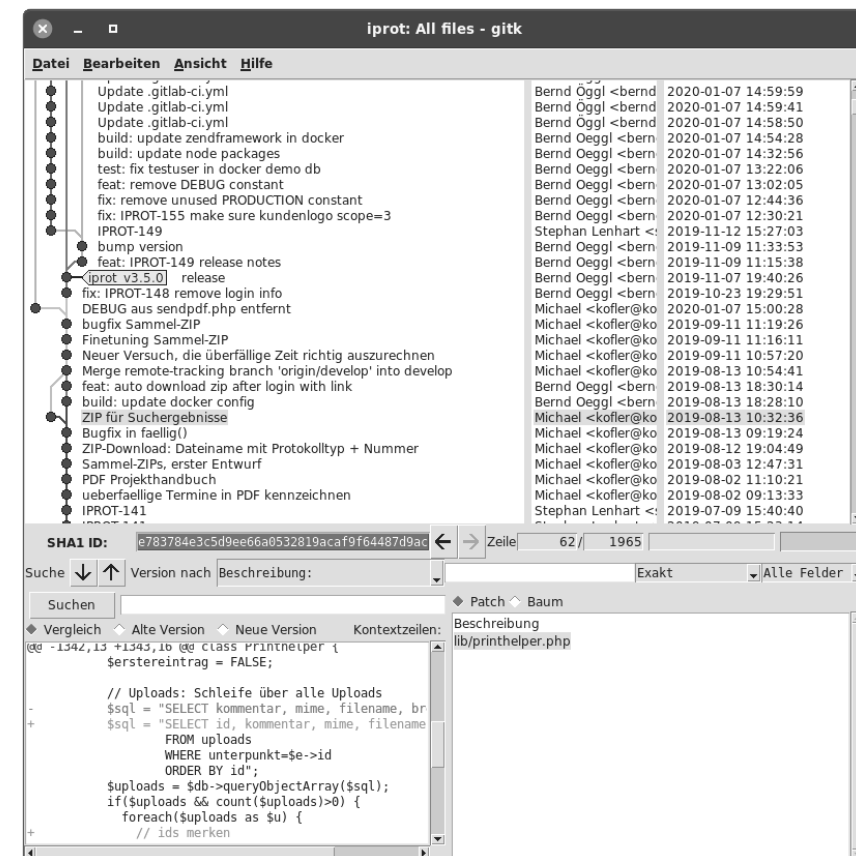 iprot: All files - gitk
Datei Bearbeiten Ansicht Hilfe
Update .gitlab-ci.yml Bernd Öggl <bernd 2020-01-07 14:59:59
Update .gitlab-ci.yml Bernd Öggl <bernd 2020-01-07 14:59:41
Update .gitlab-ci.yml Bernd Öggl <bernd 2020-01-07 14:58:50
build: update zendframework in docker Bernd Oeggl <bern 2020-01-07 14:54:28
build: update node packages Bernd Oeggl <bern 2020-01-07 14:32:56
test: fix testuser in docker demo db Bernd Oeggl <bern 2020-01-07 13:22:06
feat: remove DEBUG constant Bernd Oeggl <bern 2020-01-07 13:02:05
fix: remove unused PRODUCTION constant Bernd Oeggl <bern 2020-01-07 12:44:36
fix: IPROT-155 make sure kundenlogo scope=3 Bernd Oeggl <bern 2020-01-07 12:30:21
IPROT-149 Stephan Lenhart <s 2019-11-12 15:27:03
bump version Bernd Oeggl <bern 2019-11-09 11:33:53
feat: IPROT-149 release notes Bernd Oeggl <bern 2019-11-09 11:15:38
iprot_v3.5.0 release Bernd Oeggl <bern 2019-11-07 19:40:26
fix: IPROT-148 remove login info Bernd Oeggl <bern 2019-10-23 19:29:51
DEBUG aus sendpdf.php entfernt Michael <kofler@ko 2020-01-07 15:00:28
bugfix Sammel-ZIP Michael <kofler@ko 2019-09-11 11:19:26
Finetuning Sammel-ZIP Michael <kofler@ko 2019-09-11 11:16:11
Neuer Versuch, die überfällige Zeit richtig auszurechnen Michael <kofler@ko 2019-09-11 10:57:20
Merge remote-tracking branch 'origin/develop' into develop Michael <kofler@ko 2019-08-13 10:54:41
feat: auto download zip after login with link Bernd Oeggl <bern 2019-08-13 18:30:14
build: update docker config Bernd Oeggl <bern 2019-08-13 18:28:10
ZIP für Suchergebnisse Michael <kofler@ko 2019-08-13 10:32:36
Bugfix in faellig() Michael <kofler@ko 2019-08-13 09:19:24
ZIP-Download: Dateiname mit Protokolltyp + Nummer Michael <kofler@ko 2019-08-12 19:04:49
Sammel-ZIPs, erster Entwurf Michael <kofler@ko 2019-08-03 12:47:31
PDF Projekthandbuch Michael <kofler@ko 2019-08-02 11:10:21
ueberfaellige Termine in PDF kennzeichnen Michael <kofler@ko 2019-08-02 09:13:33
IPROT-141 Stephan Lenhart <s 2019-07-09 15:40:40
SHA1 ID: e783784e3c5d9ee66a0532819acaf9f64487d9ac Zeile 62 / 1965
Suche Version nach Beschreibung: Exakt Alle Felder
Suchen
Vergleich Alte Version Neue Version Kontextzeilen:
@@ -1342,13 +1343,16 @@ class Printhelper {
$erstereintrag = FALSE;
// Uploads: Schleife über alle Uploads
- $sql = "SELECT kommentar, mime, filename, br
+ $sql = "SELECT id, kommentar, mime, filename
FROM uploads
WHERE unterpunkt=$e->id
ORDER BY id";
$uploads = $db->queryObjectArray($sql);
if($uploads && count($uploads)>0) {
foreach($uploads as $u) {
+ // ids merken
Patch Baum
Beschreibung
lib/printhelper.php